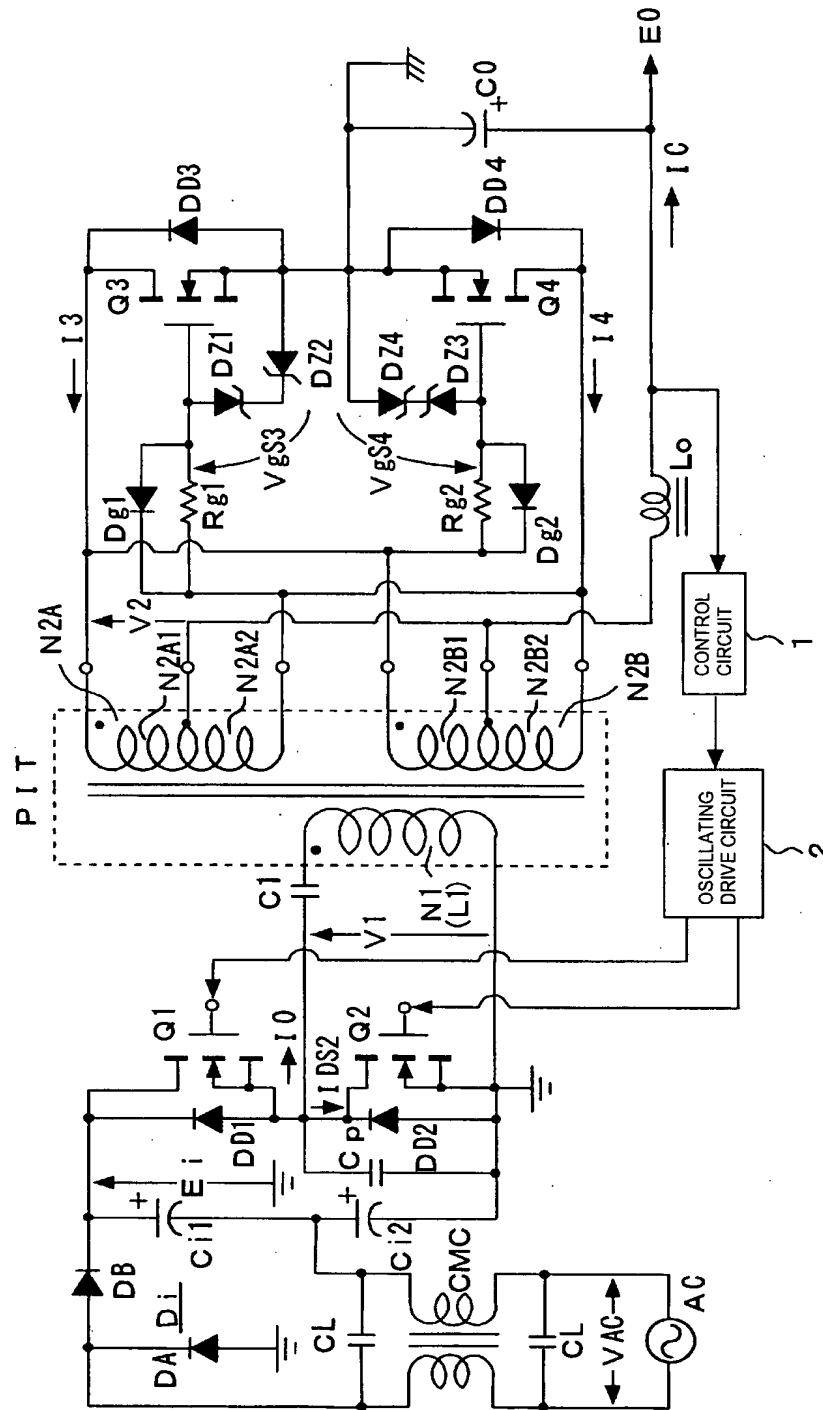 PIT
N2A
V2
N2A1
N2A2
N2B1
N2B2
N2B
I3
Q3
DD3
Dg1
Rg1
VgS3
DZ1
DZ2
VgS4
DZ4
DZ3
Rg2
Dg2
I4
Q4
DD4
C0
+
E0
IC
Lo
CONTROL CIRCUIT
1
OSCILLATING DRIVE CIRCUIT
2
C1
N1
(L1)
V1
Q1
I0
IDS2
Q2
DD1
Cp
DD2
Ei
+
Ci1
+
Ci2
DB
Di
DA
CL
CMC
CL
VAC
AC